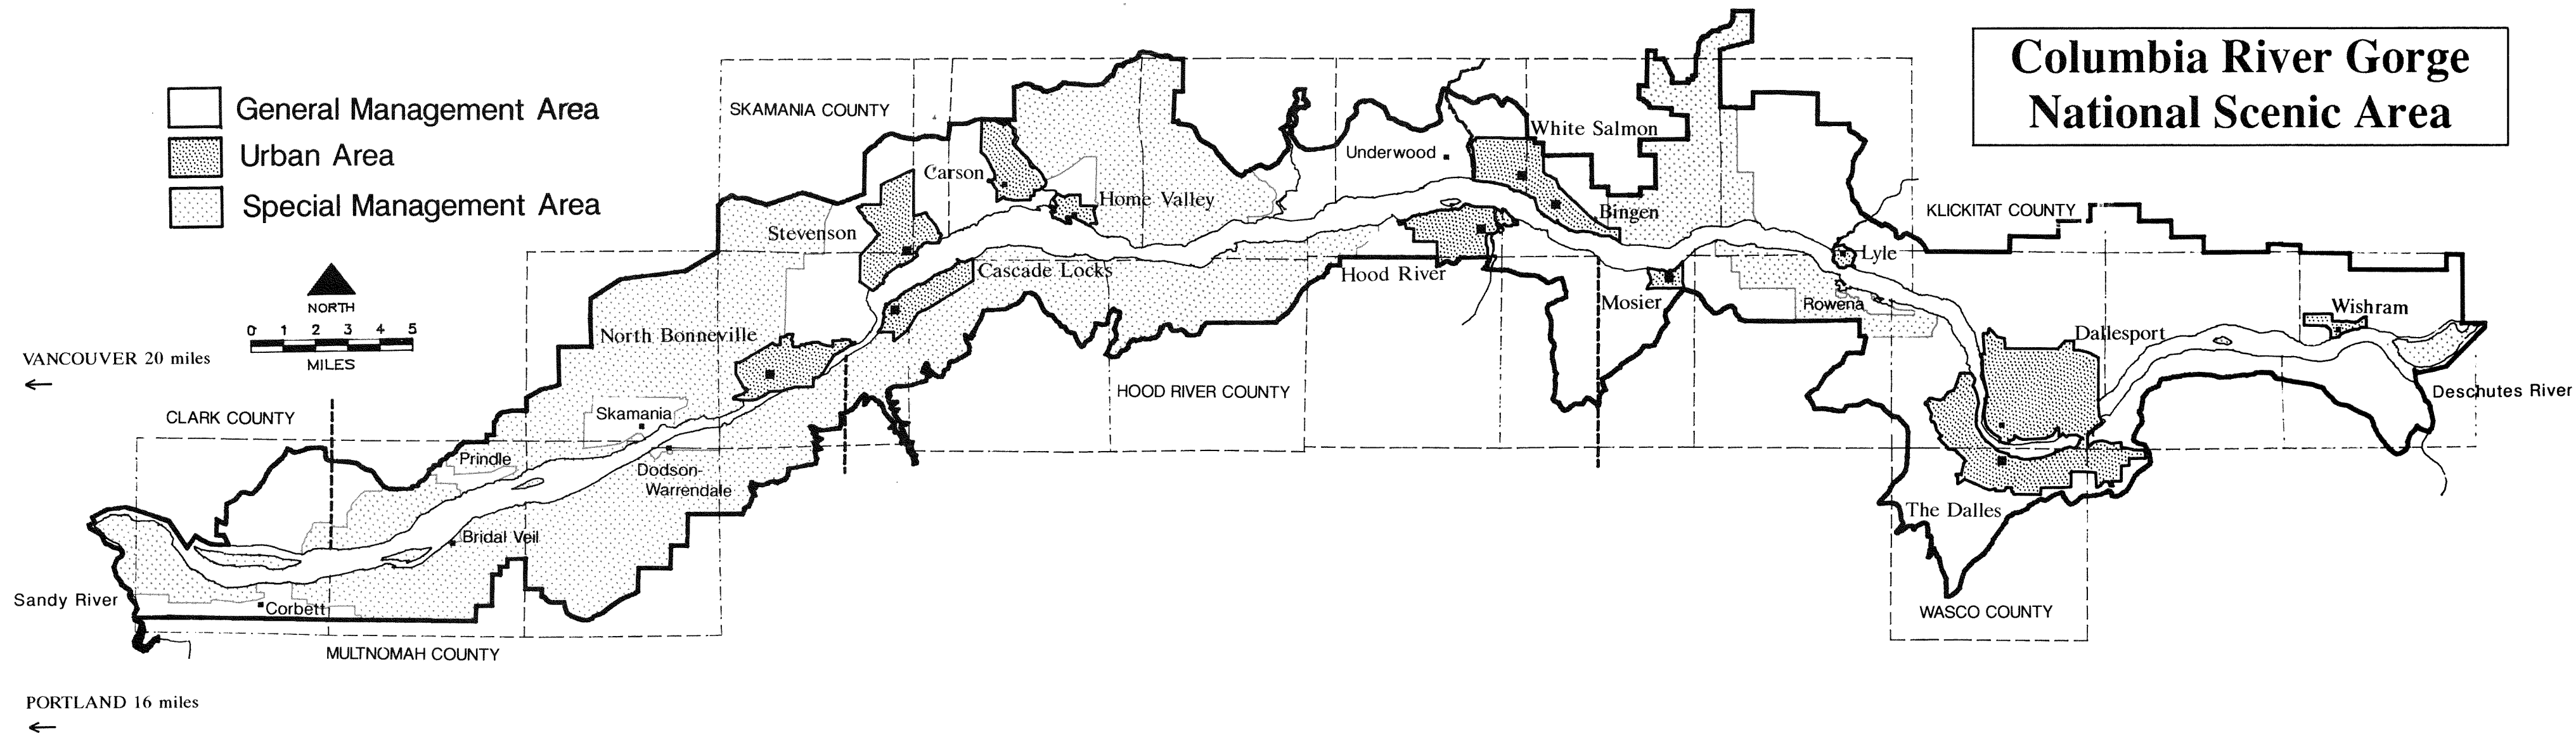 Columbia River Gorge
National Scenic Area
General Management Area
Urban Area
Special Management Area
NORTH
0 1 2 3 4 5
MILES
VANCOUVER 20 miles
PORTLAND 16 miles
CLARK COUNTY
SKAMANIA COUNTY
KLICKITAT COUNTY
MULTNOMAH COUNTY
HOOD RIVER COUNTY
WASCO COUNTY
Sandy River
Corbett
Bridal Veil
Prindle
Skamania
Dodson-
Warrendale
North Bonneville
Stevenson
Cascade Locks
Carson
Home Valley
Underwood
White Salmon
Bingen
Hood River
Mosier
Rowena
Lyle
Dallesport
The Dalles
Wishram
Deschutes River